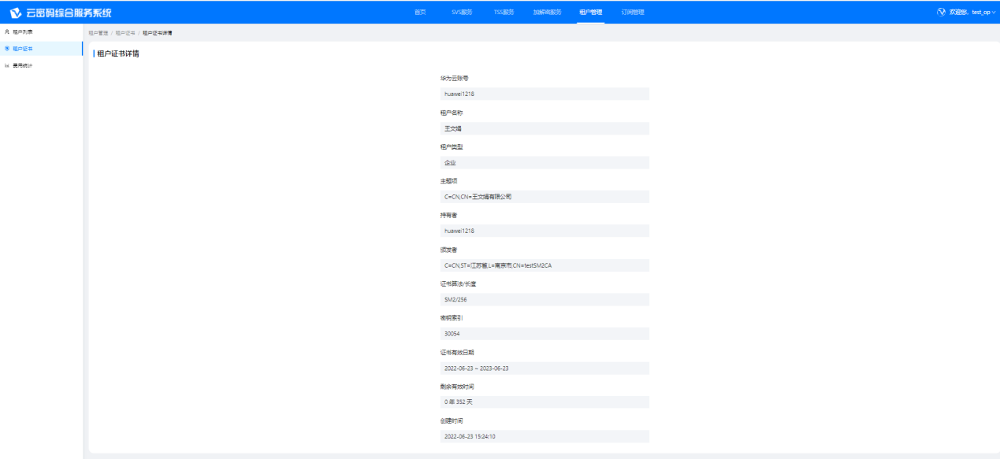 云密码综合服务系统 首页 SVS服务 TSS服务 加解密服务 租户管理 订阅管理 欢迎您, test_op
租户列表
租户证书
费用统计
租户管理 / 租户证书 / 租户证书详情
租户证书详情
华为云账号
huawei1218
租户名称
王文娟
租户类型
企业
主题项
C=CN,CN=王文娟有限公司
持有者
huawei1218
颁发者
C=CN,ST=江苏省,L=南京市,CN=testSM2CA
证书算法/长度
SM2/256
密钥索引
30054
证书有效日期
2022-06-23 ~ 2023-06-23
剩余有效时间
0 年 352 天
创建时间
2022-06-23 15:24:10